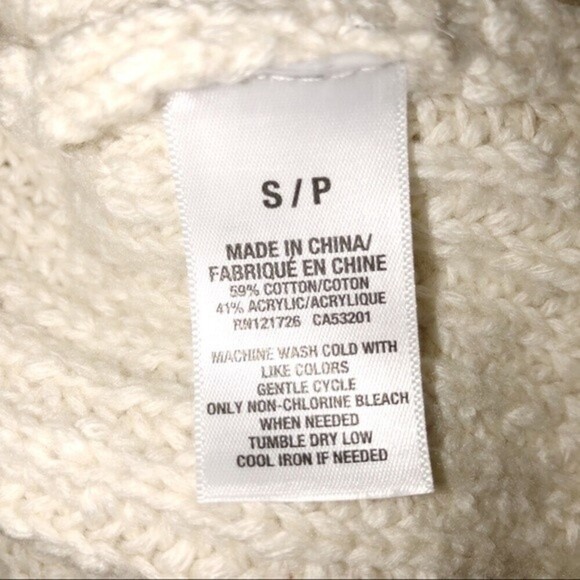 S / P
MADE IN CHINA/
FABRIQUÉ EN CHINE
59% COTTON/COTON
41% ACRYLIC/ACRYLIQUE
RN121726 CA53201
MACHINE WASH COLD WITH
LIKE COLORS
GENTLE CYCLE
ONLY NON-CHLORINE BLEACH
WHEN NEEDED
TUMBLE DRY LOW
COOL IRON IF NEEDED